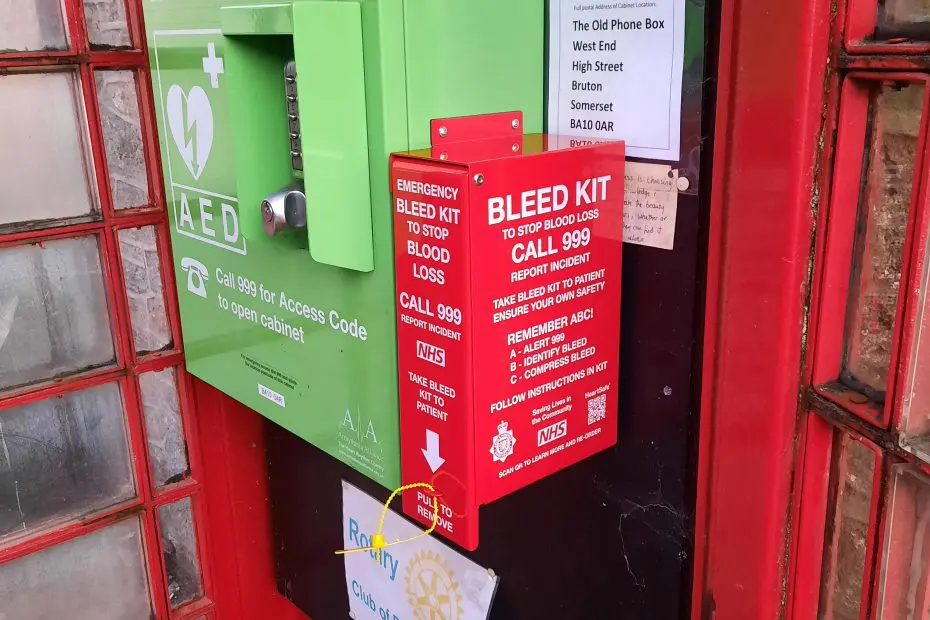 AED
Call 999 for Access Code
to open cabinet
BA10 0AR
Full postal Address of Cabinet Location:
The Old Phone Box
West End
High Street
Bruton
Somerset
BA10 0AR
EMERGENCY
BLEED KIT
TO STOP
BLOOD
LOSS
CALL 999
REPORT INCIDENT
NHS
TAKE BLEED
KIT TO
PATIENT
PULL TO
REMOVE
BLEED KIT
TO STOP BLOOD LOSS
CALL 999
REPORT INCIDENT
TAKE BLEED KIT TO PATIENT
ENSURE YOUR OWN SAFETY
REMEMBER ABC!
A - ALERT 999
B - IDENTIFY BLEED
C - COMPRESS BLEED
FOLLOW INSTRUCTIONS IN KIT
Saving Lives in
the Community
HeartSafe
NHS
SCAN QR TO LEARN MORE AND RE-ORDER
Rotary
Club of